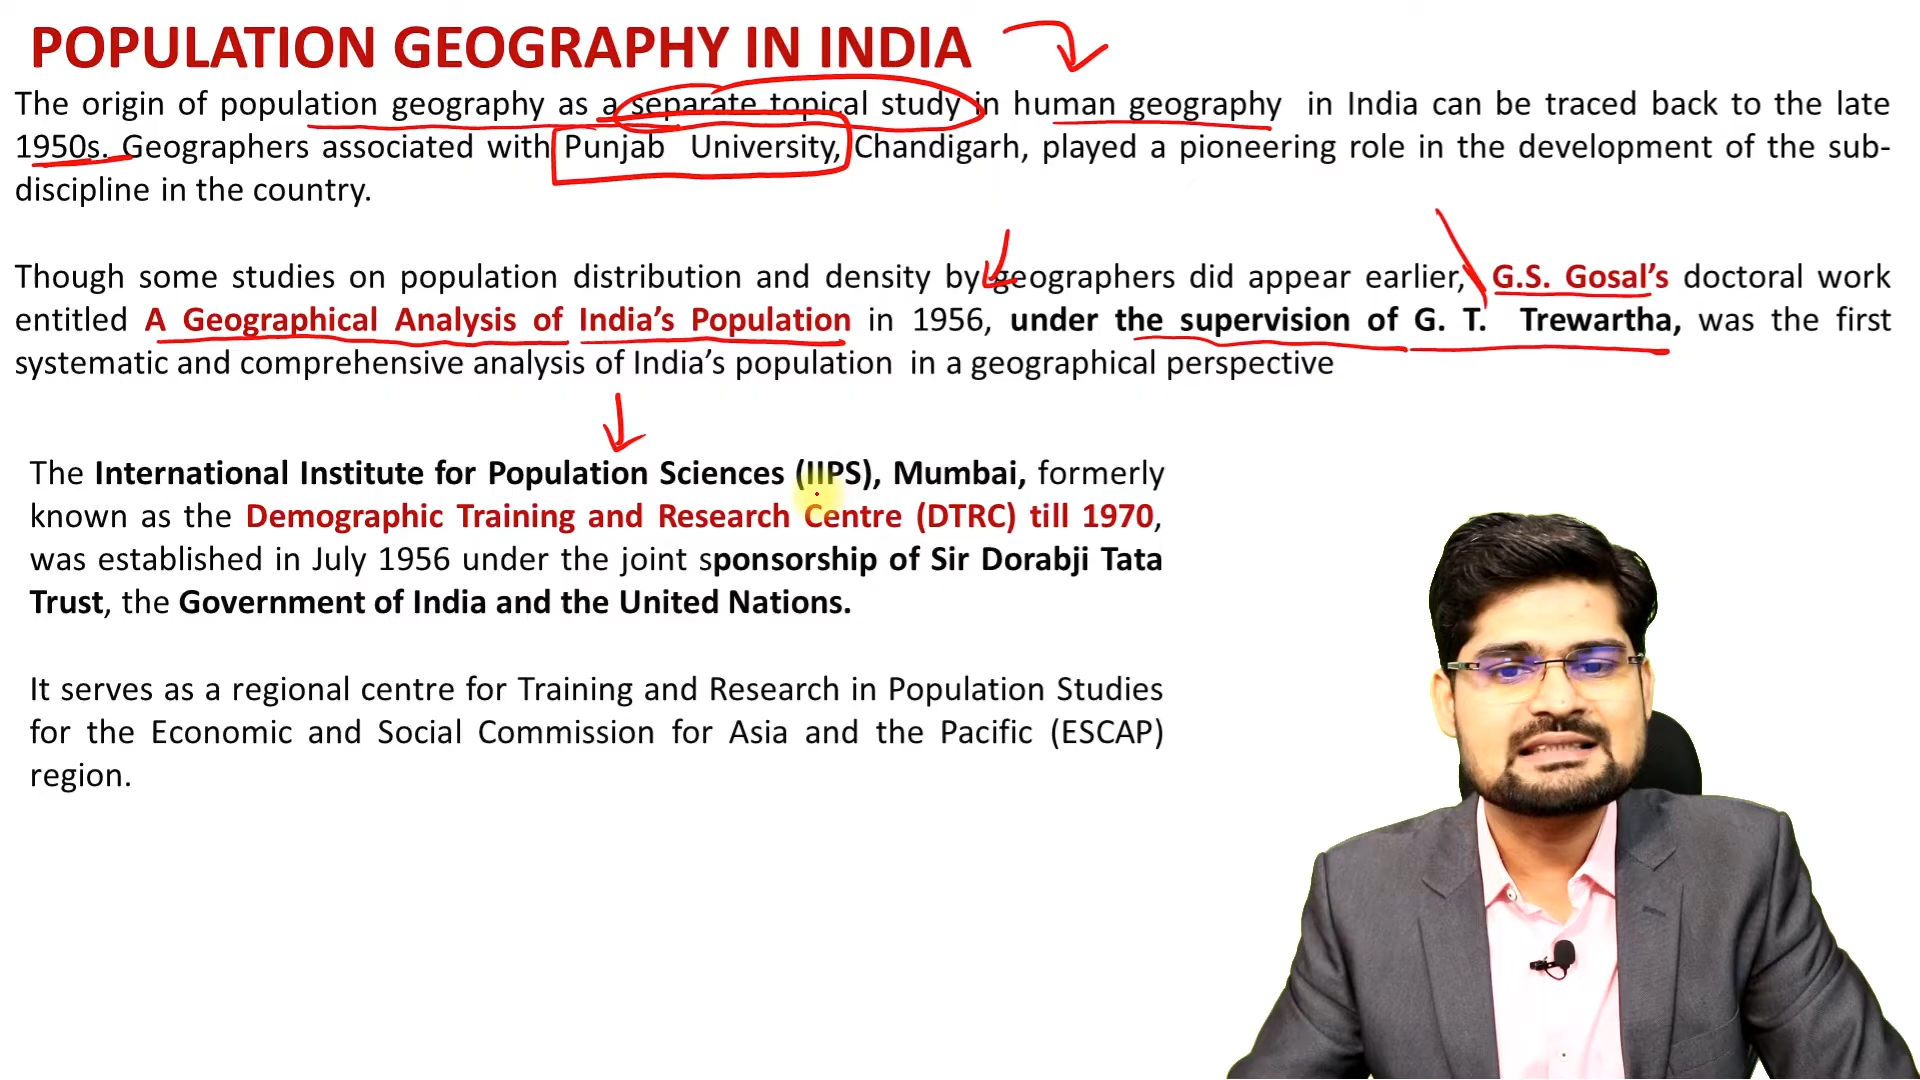 POPULATION GEOGRAPHY IN INDIA
The origin of population geography as a separate topical study in human geography in India can be traced back to the late
1950s. Geographers associated with Punjab University, Chandigarh, played a pioneering role in the development of the sub-
discipline in the country.
Though some studies on population distribution and density by geographers did appear earlier, G.S. Gosal’s doctoral work
entitled A Geographical Analysis of India’s Population in 1956, under the supervision of G. T. Trewartha, was the first
systematic and comprehensive analysis of India’s population in a geographical perspective
The International Institute for Population Sciences (IIPS), Mumbai, formerly
known as the Demographic Training and Research Centre (DTRC) till 1970,
was established in July 1956 under the joint sponsorship of Sir Dorabji Tata
Trust, the Government of India and the United Nations.
It serves as a regional centre for Training and Research in Population Studies
for the Economic and Social Commission for Asia and the Pacific (ESCAP)
region.